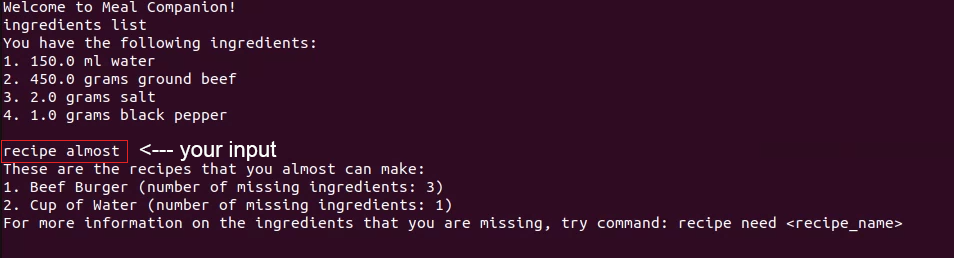 Welcome to Meal Companion!
ingredients list
You have the following ingredients:
1. 150.0 ml water
2. 450.0 grams ground beef
3. 2.0 grams salt
4. 1.0 grams black pepper
recipe almost <--- your input
These are the recipes that you almost can make:
1. Beef Burger (number of missing ingredients: 3)
2. Cup of Water (number of missing ingredients: 1)
For more information on the ingredients that you are missing, try command: recipe need <recipe_name>